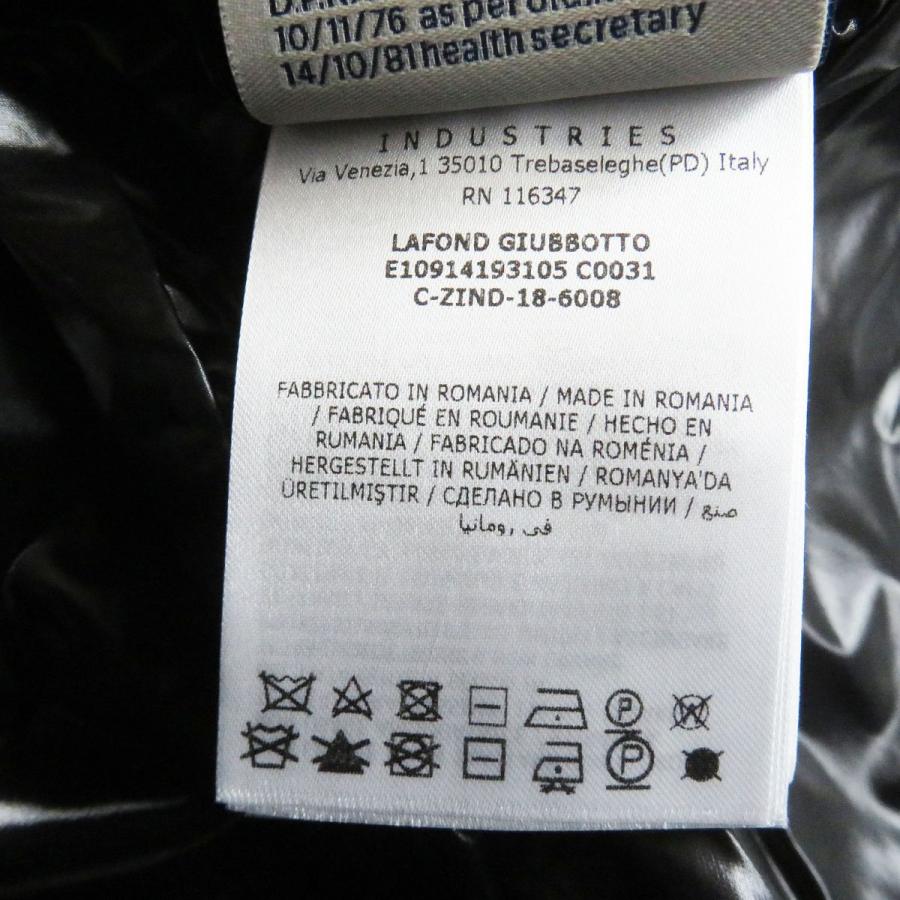 10/11/76 as per
14/10/81 health secretary
INDUSTRIES
Via Venezia,1 35010 Trebaseleghe(PD) Italy
RN 116347
LAFOND GIUBBOTTO
E10914193105 C0031
C-ZIND-18-6008
FABBRICATO IN ROMANIA / MADE IN ROMANIA
/ FABRIQUÉ EN ROUMANIE / HECHO EN
RUMANIA / FABRICADO NA ROMÉNIA /
HERGESTELLT IN RUMÄNIEN / ROMANYA'DA
ÜRETILMIŞTIR / СДЕЛАНО В РУМЫНИИ / صنع
في رومانيا